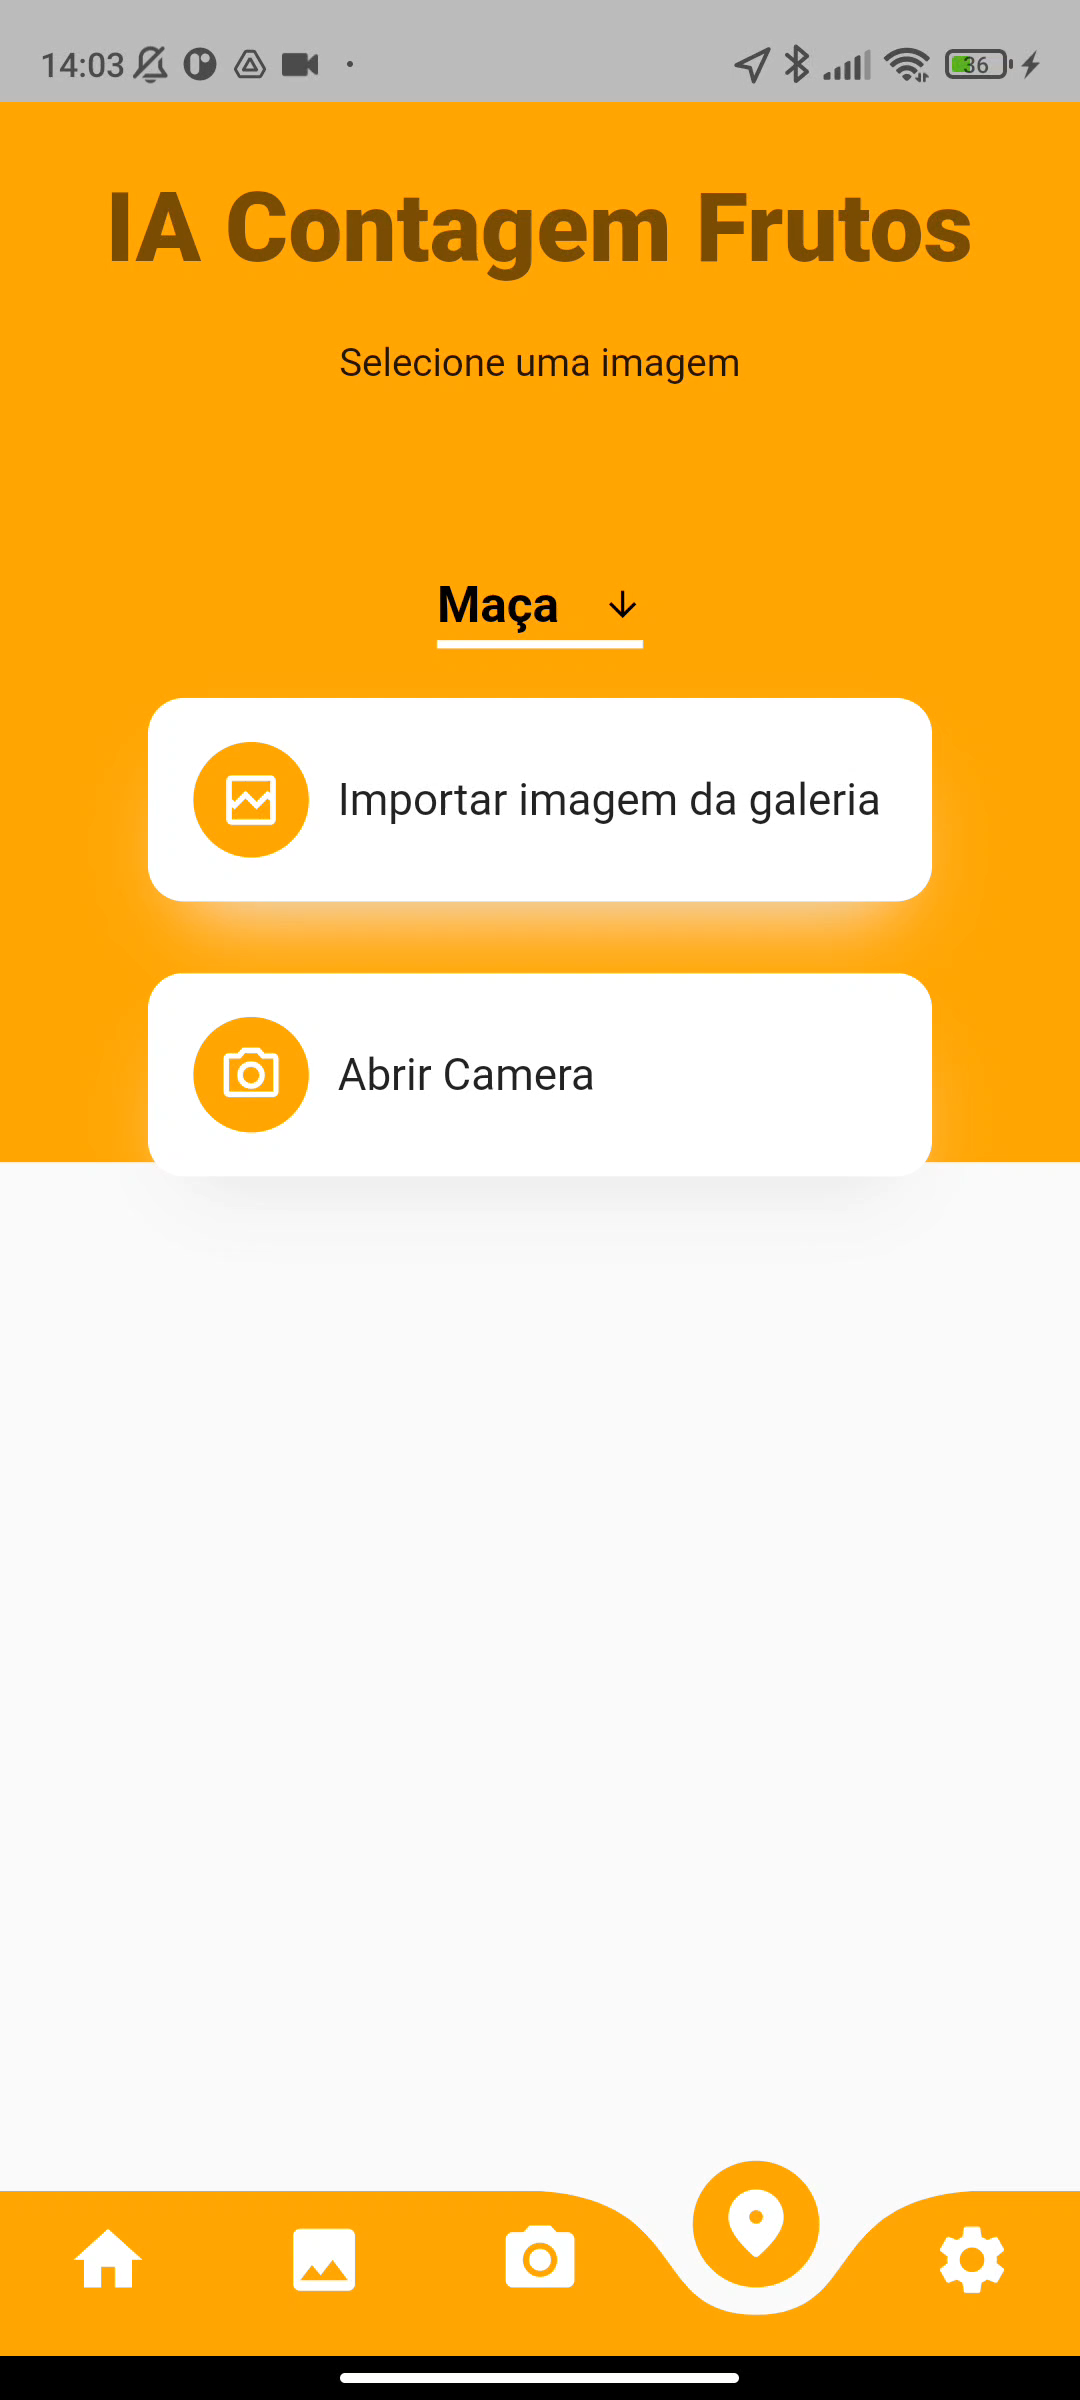 14:03
36
IA Contagem Frutos
Selecione uma imagem
Maça
Importar imagem da galeria
Abrir Camera